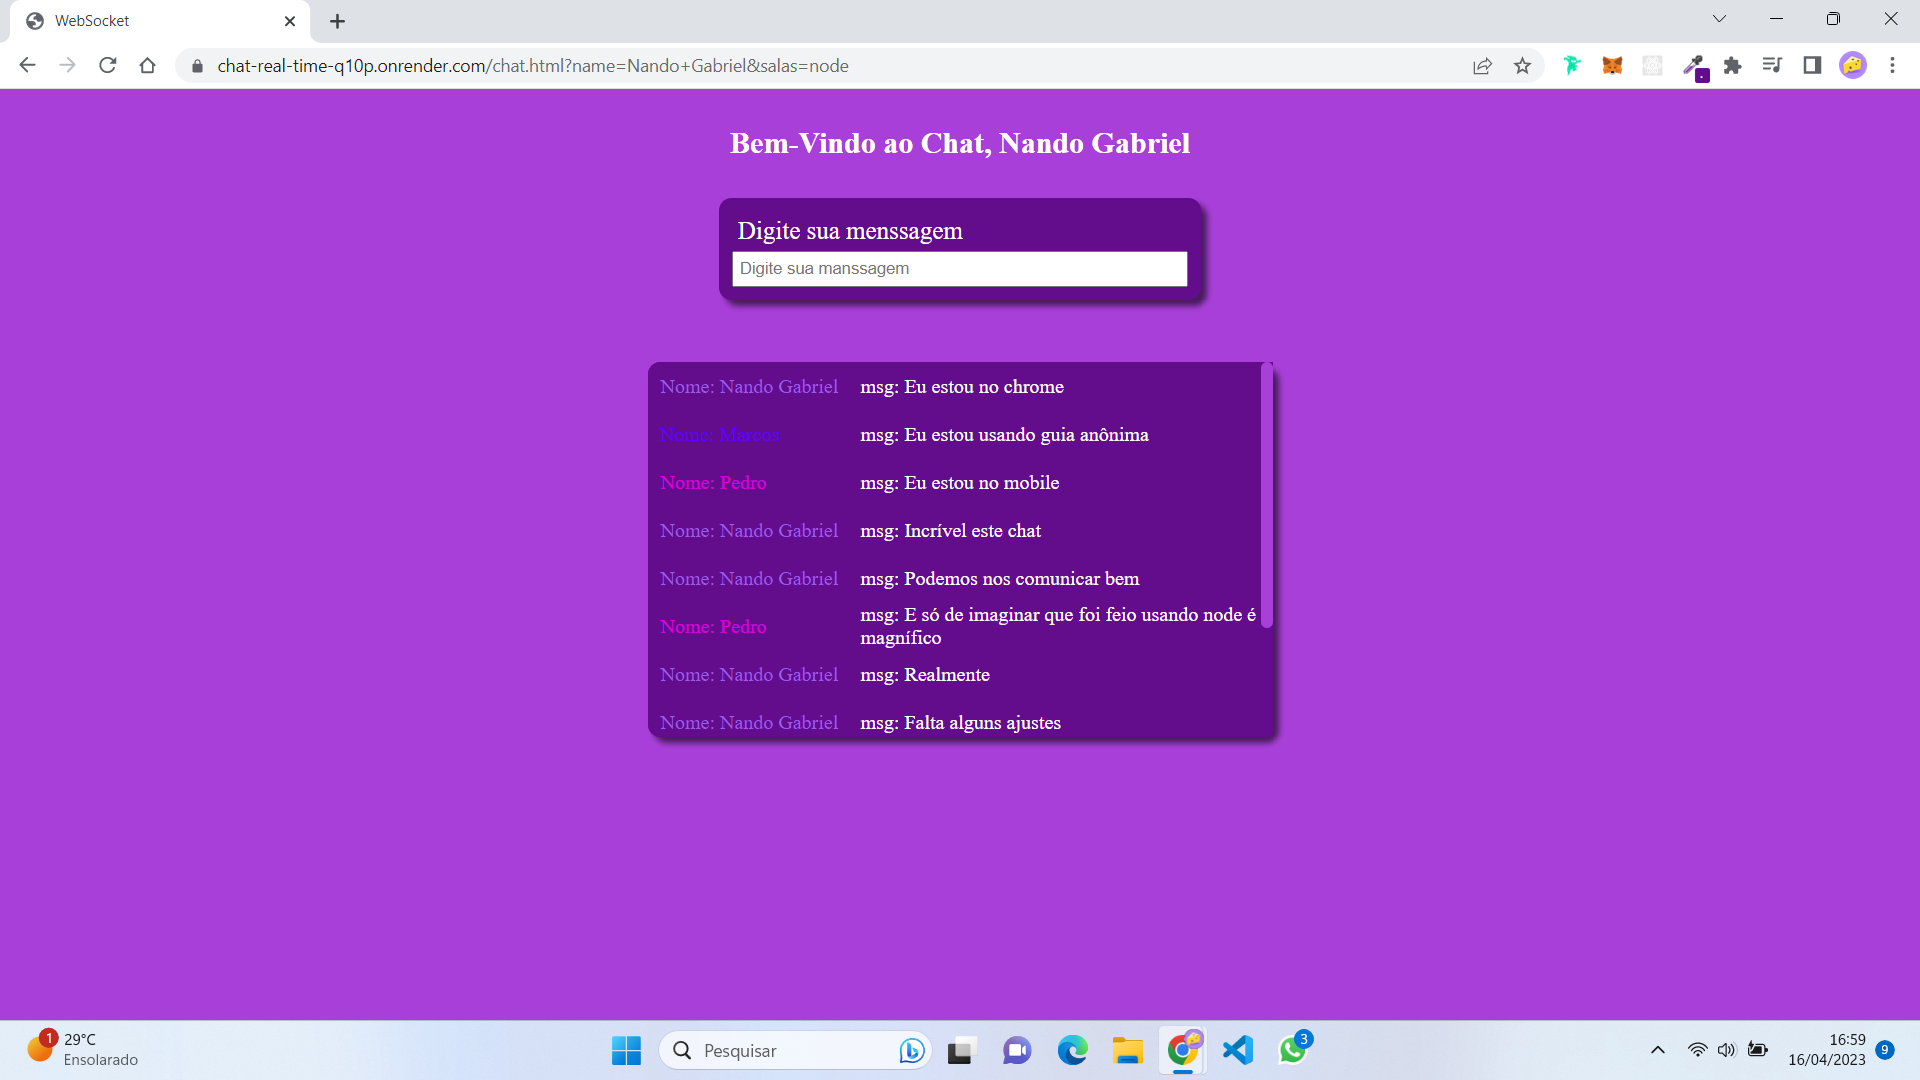 WebSocket
chat-real-time-q10p.onrender.com/chat.html?name=Nando+Gabriel&salas=node
Bem-Vindo ao Chat, Nando Gabriel
Digite sua menssagem
Digite sua manssagem
Nome: Nando Gabriel msg: Eu estou no chrome
Nome: Marcos msg: Eu estou usando guia anônima
Nome: Pedro msg: Eu estou no mobile
Nome: Nando Gabriel msg: Incrível este chat
Nome: Nando Gabriel msg: Podemos nos comunicar bem
Nome: Pedro msg: E só de imaginar que foi feio usando node é
magnífico
Nome: Nando Gabriel msg: Realmente
Nome: Nando Gabriel msg: Falta alguns ajustes
1 29°C
Ensolarado
Pesquisar
3
16:59
16/04/2023 9